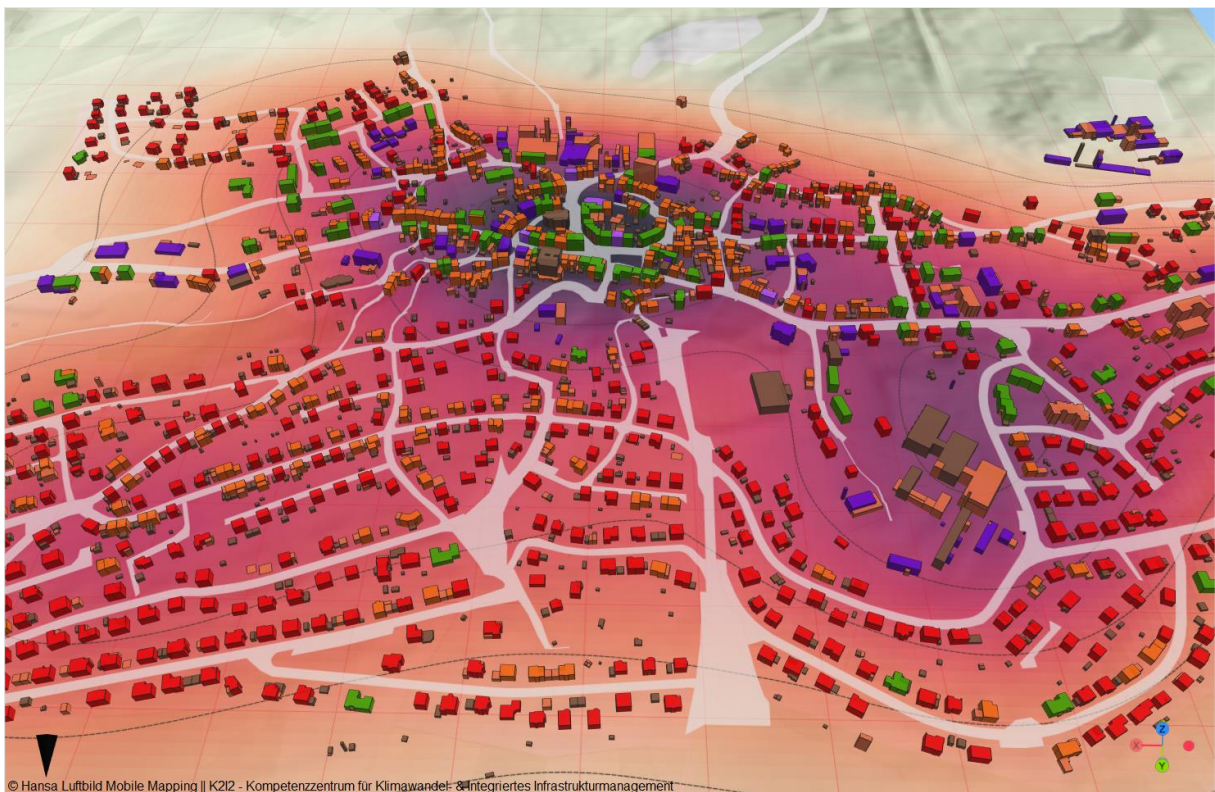 © Hansa Luftbild Mobile Mapping || K2I2 - Kompetenzzentrum für Klimawandel- & Integriertes Infrastrukturmanagement
X
Z
Y